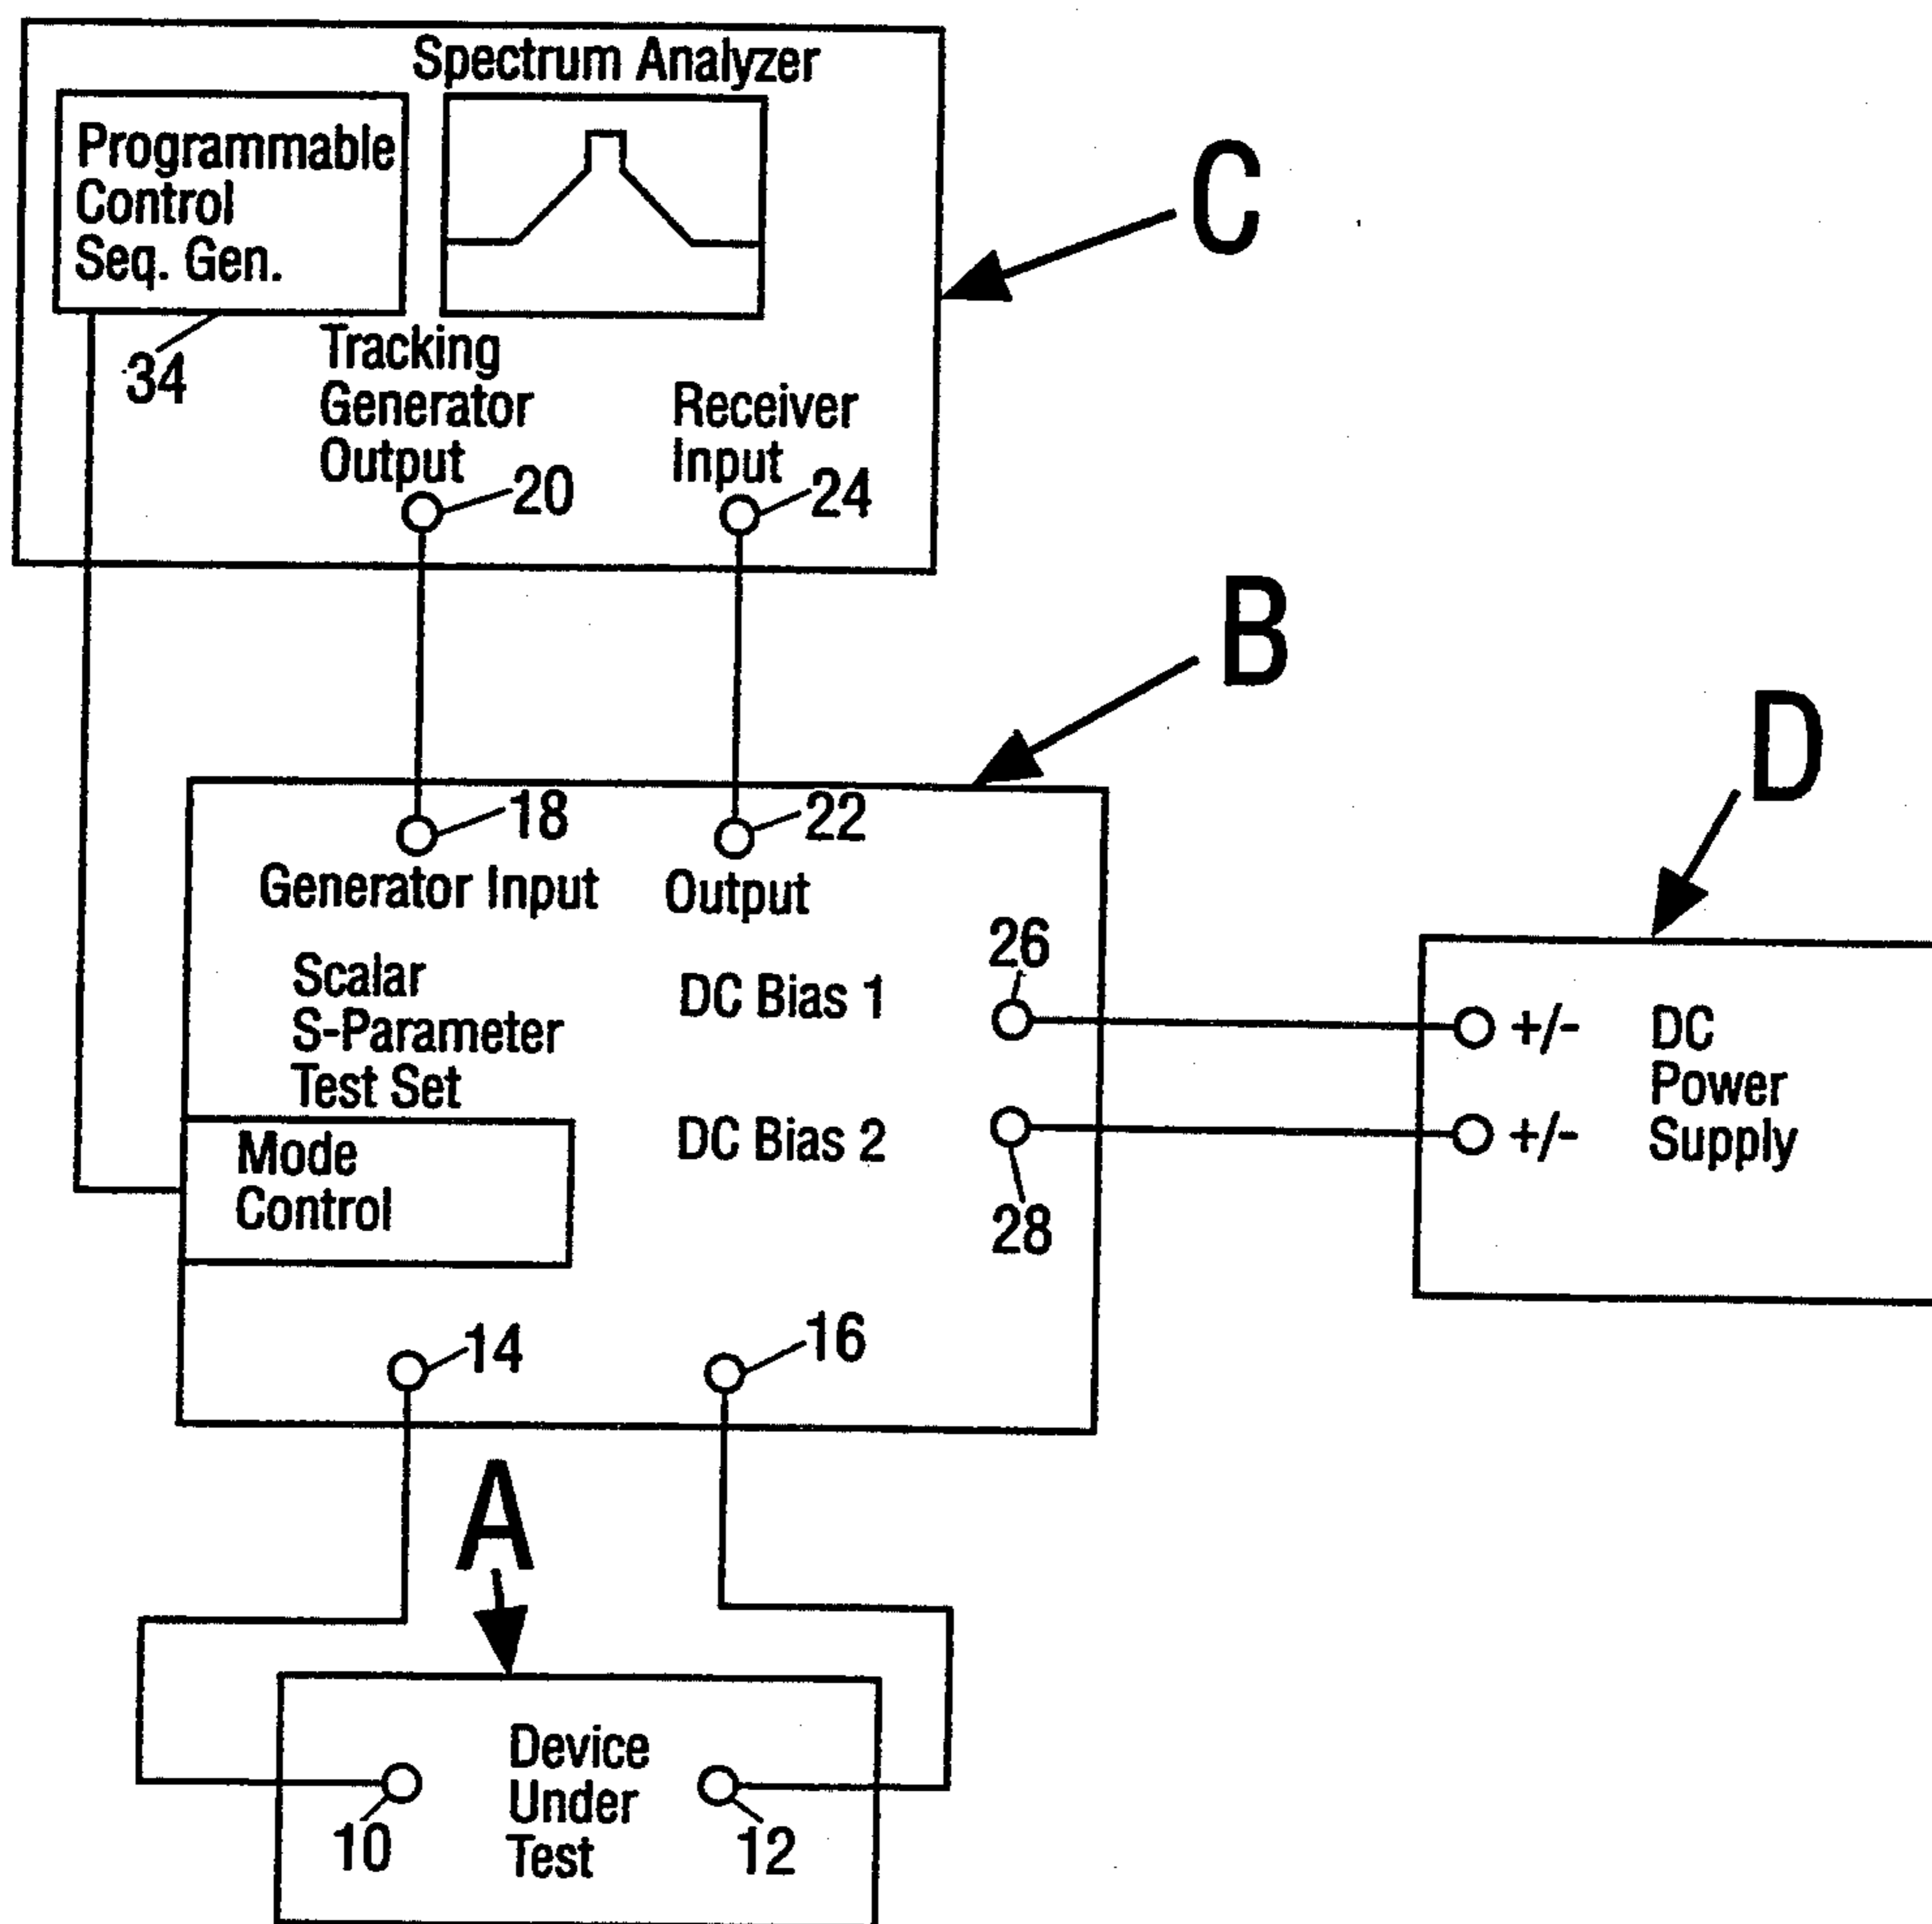 Spectrum Analyzer
Programmable
Control
Seq. Gen.
34
Tracking
Generator
Output
20
Receiver
Input
24
C
B
D
18
22
Generator Input
Output
Scalar
S-Parameter
Test Set
DC Bias 1
26
DC Bias 2
28
Mode
Control
+/-
+/-
DC
Power
Supply
14
16
A
Device
Under
Test
10
12